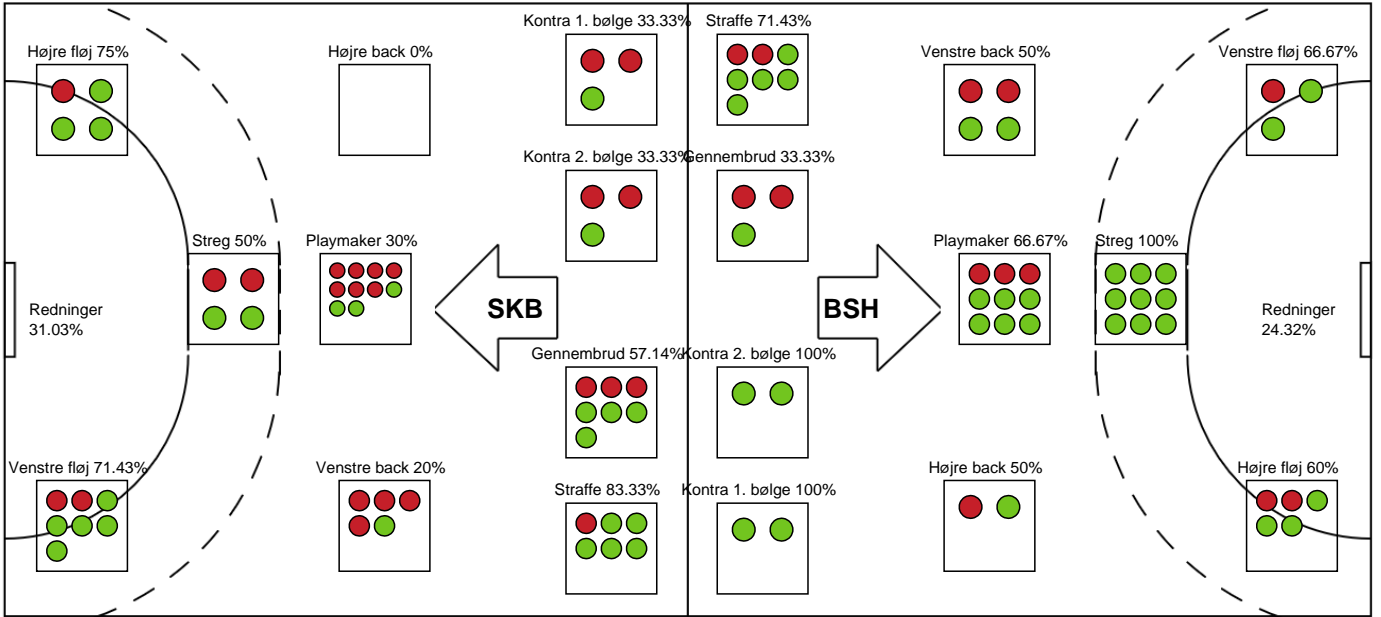 Kontra 1. bølge 33.33%
Straffe 71.43%
Højre fløj 75%
Højre back 0%
Venstre back 50%
Venstre fløj 66.67%
Kontra 2. bølge 33.33%
Gennembrud 33.33%
Streg 50%
Playmaker 30%
Playmaker 66.67%
Streg 100%
Redninger
31.03%
SKB
BSH
Redninger
24.32%
Gennembrud 57.14%
Kontra 2. bølge 100%
Venstre fløj 71.43%
Venstre back 20%
Højre back 50%
Højre fløj 60%
Straffe 83.33%
Kontra 1. bølge 100%